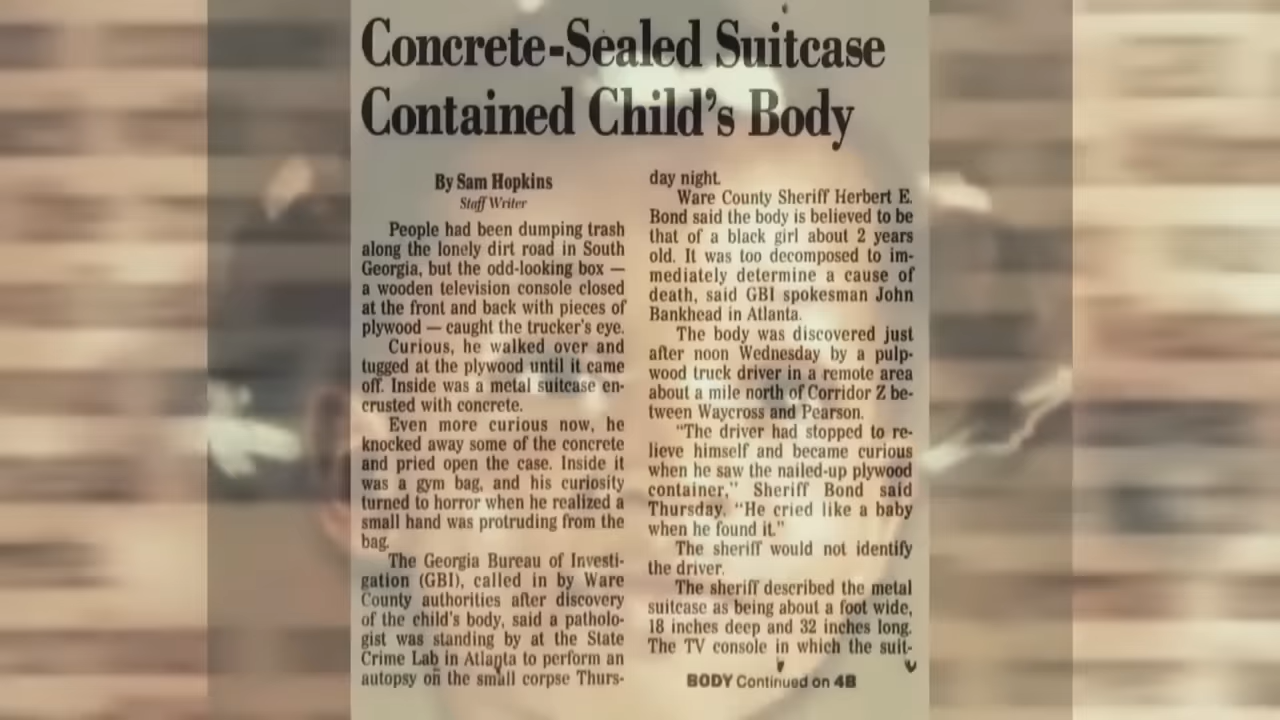 Concrete-Sealed Suitcase
Contained Child's Body
By Sam Hopkins
Staff Writer
People had been dumping trash
along the lonely dirt road in South
Georgia, but the odd-looking box —
a wooden television console closed
at the front and back with pieces of
plywood — caught the trucker's eye.
Curious, he walked over and
tugged at the plywood until it came
off. Inside was a metal suitcase en-
crusted with concrete.
Even more curious now, he
knocked away some of the concrete
and pried open the case. Inside it
was a gym bag, and his curiosity
turned to horror when he realized a
small hand was protruding from the
bag.
The Georgia Bureau of Investi-
gation (GBI), called in by Ware
County authorities after discovery
of the child's body, said a patholo-
gist was standing by at the State
Crime Lab in Atlanta to perform an
autopsy on the small corpse Thurs-
day night.
Ware County Sheriff Herbert E.
Bond said the body is believed to be
that of a black girl about 2 years
old. It was too decomposed to im-
mediately determine a cause of
death, said GBI spokesman John
Bankhead in Atlanta.
The body was discovered just
after noon Wednesday by a pulp-
wood truck driver in a remote area
about a mile north of Corridor Z be-
tween Waycross and Pearson.
"The driver had stopped to re-
lieve himself and became curious
when he saw the nailed-up plywood
container," Sheriff Bond said
Thursday. "He cried like a baby
when he found it."
The sheriff would not identify
the driver.
The sheriff described the metal
suitcase as being about a foot wide,
18 inches deep and 32 inches long.
The TV console in which the suit-
BODY Continued on 4B